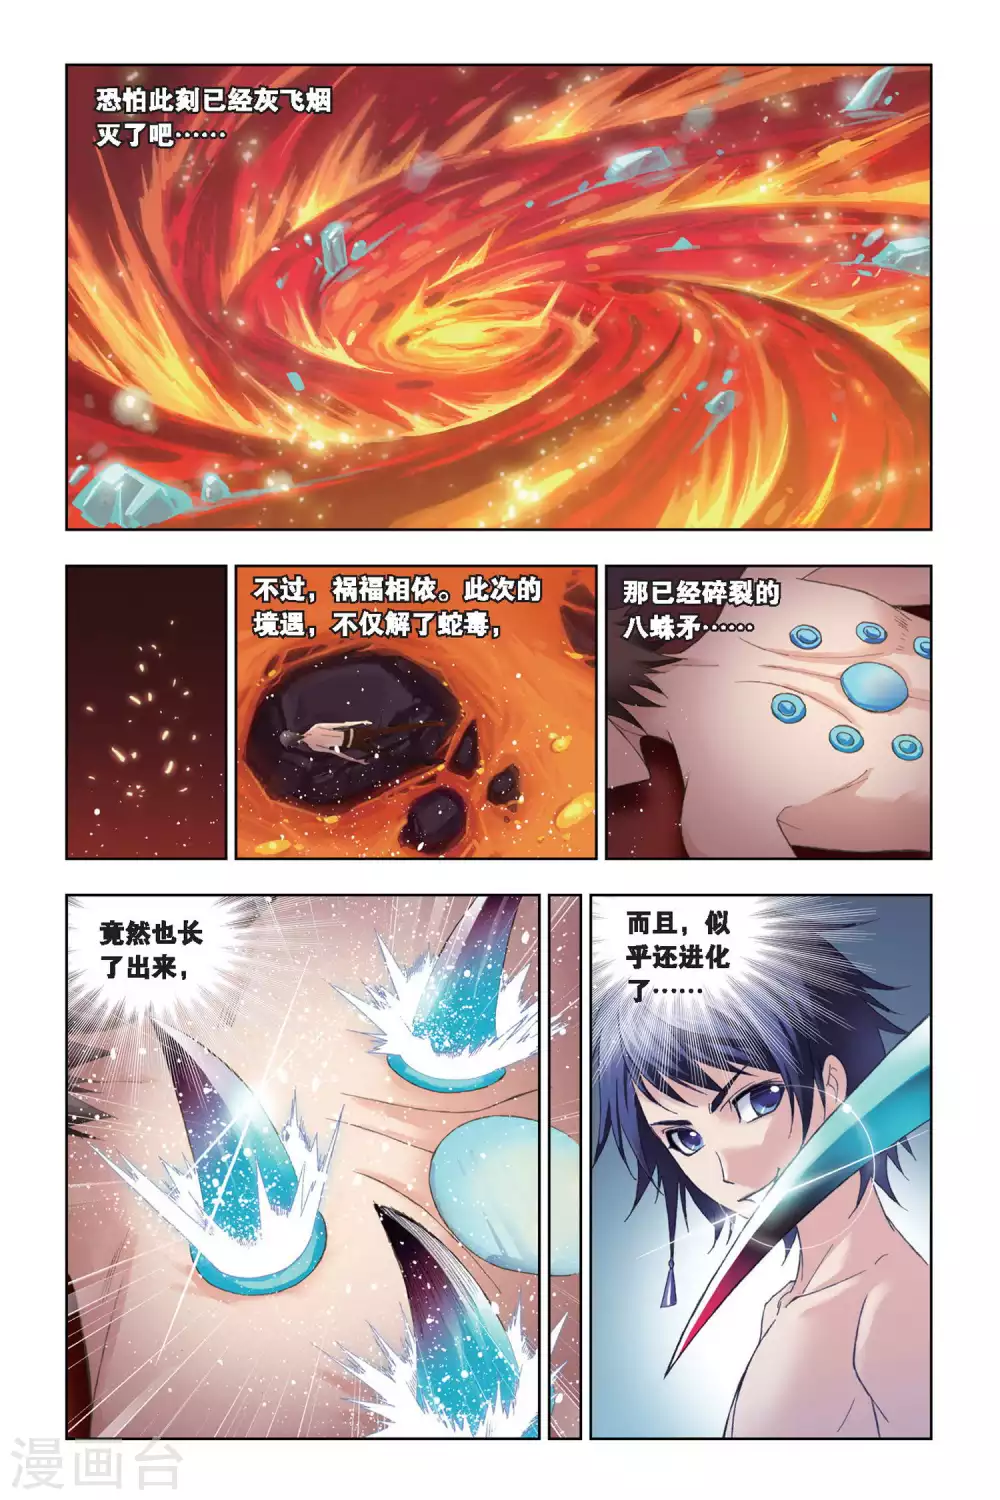 恐怕此刻已经灰飞烟
灭了吧……
不过，祸福相依。此次的
境遇，不仅解了蛇毒，
那已经碎裂的
八蛛矛……
竟然也长
了出来，
而且，似
乎还进化
了……
漫画台